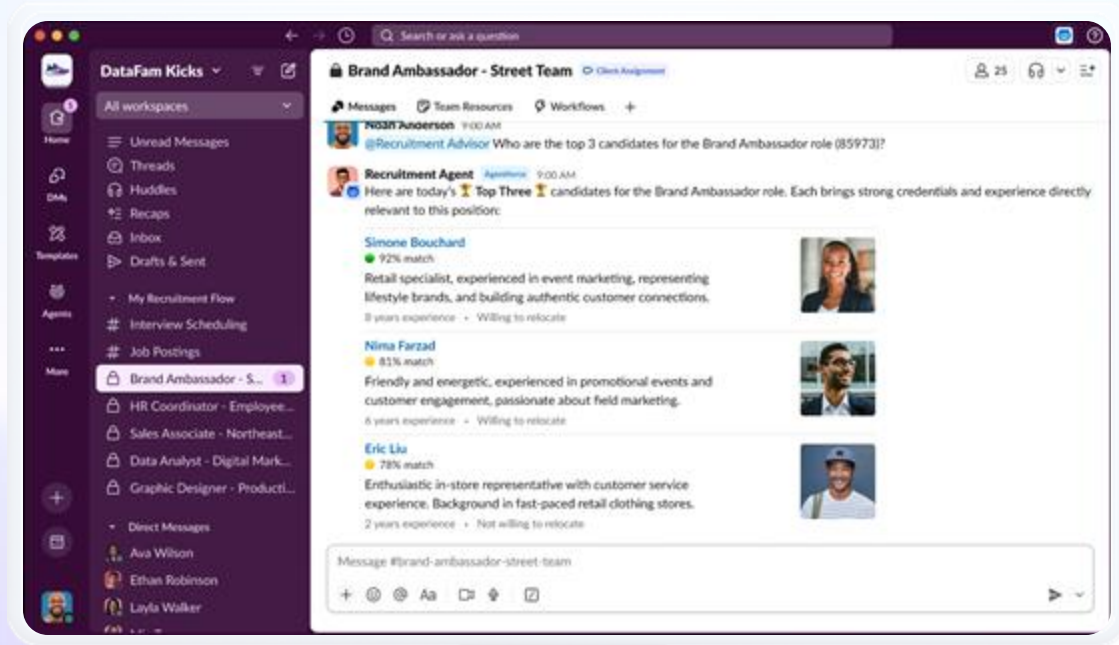 Search or ask a question
DataFam Kicks
All workspaces
Home
Unread Messages
Threads
DMs
Huddles
Recaps
Inbox
Templates
Drafts & Sent
Agents
My Recruitment Flow
# Interview Scheduling
More
# Job Postings
Brand Ambassador - S... 1
HR Coordinator - Employee...
Sales Associate - Northeast...
Data Analyst - Digital Mark...
Graphic Designer - Producti...
Direct Messages
Ava Wilson
Ethan Robinson
Layla Walker
Brand Ambassador - Street Team Client Assignment
25
Messages Team Resources Workflows +
Noah Anderson 9:00 AM
@Recruitment Advisor Who are the top 3 candidates for the Brand Ambassador role (85973)?
Recruitment Agent Agentforce 9:00 AM
Here are today's 🏆 Top Three 🏆 candidates for the Brand Ambassador role. Each brings strong credentials and experience directly
relevant to this position:
Simone Bouchard
92% match
Retail specialist, experienced in event marketing, representing
lifestyle brands, and building authentic customer connections.
8 years experience • Willing to relocate
Nima Farzad
81% match
Friendly and energetic, experienced in promotional events and
customer engagement, passionate about field marketing.
6 years experience • Willing to relocate
Eric Liu
78% match
Enthusiastic in-store representative with customer service
experience. Background in fast-paced retail clothing stores.
2 years experience • Not willing to relocate
Message #brand-ambassador-street-team
Aa